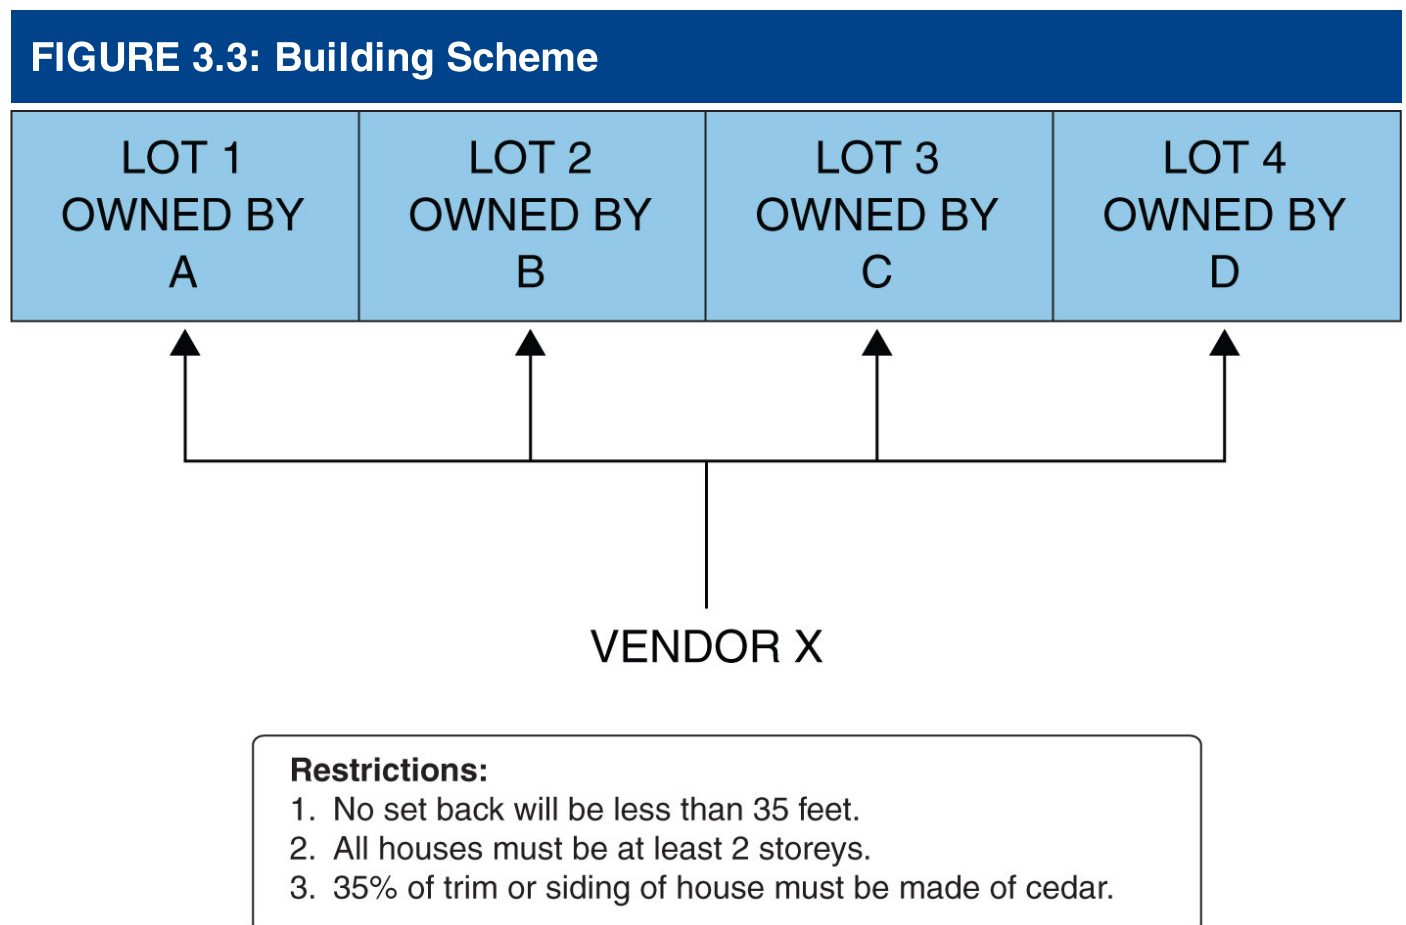 FIGURE 3.3: Building Scheme
LOT 1
OWNED BY
A
LOT 2
OWNED BY
B
LOT 3
OWNED BY
C
LOT 4
OWNED BY
D
VENDOR X
Restrictions:
1. No set back will be less than 35 feet.
2. All houses must be at least 2 storeys.
3. 35% of trim or siding of house must be made of cedar.